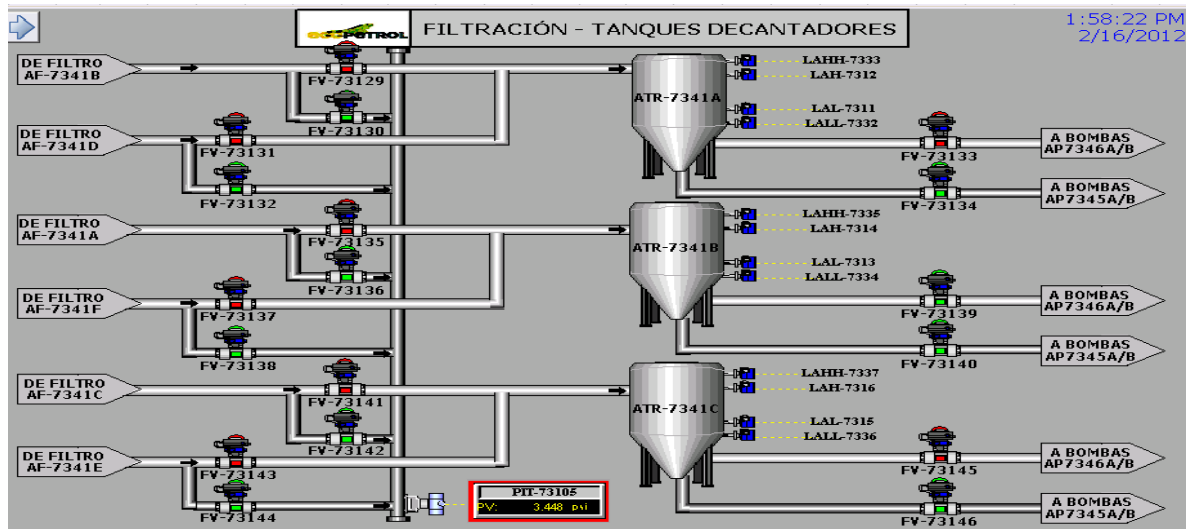 ecopetrol
FILTRACIÓN - TANQUES DECANTADORES
1:58:22 PM
2/16/2012
DE FILTRO
AF-7341B
FV-73129
FV-73130
DE FILTRO
AF-7341D
FV-73131
FV-73132
DE FILTRO
AF-7341A
FV-73135
FV-73136
DE FILTRO
AF-7341F
FV-73137
FV-73138
DE FILTRO
AF-7341C
FV-73141
FV-73142
DE FILTRO
AF-7341E
FV-73143
FV-73144
PIT-73105
PV: 3.448 psi
ATR-7341A
LAHH-7333
LAH-7312
LAL-7311
LALL-7332
FV-73133
A BOMBAS
AP7346A/B
FV-73134
A BOMBAS
AP7345A/B
ATR-7341B
LAHH-7335
LAH-7314
LAL-7313
LALL-7334
FV-73139
A BOMBAS
AP7346A/B
FV-73140
A BOMBAS
AP7345A/B
ATR-7341C
LAHH-7337
LAH-7316
LAL-7315
LALL-7336
FV-73145
A BOMBAS
AP7346A/B
FV-73146
A BOMBAS
AP7345A/B